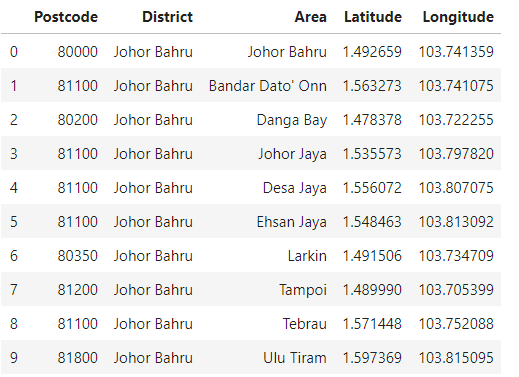 Postcode District Area Latitude Longitude
0 80000 Johor Bahru Johor Bahru 1.492659 103.741359
1 81100 Johor Bahru Bandar Dato' Onn 1.563273 103.741075
2 80200 Johor Bahru Danga Bay 1.478378 103.722255
3 81100 Johor Bahru Johor Jaya 1.535573 103.797820
4 81100 Johor Bahru Desa Jaya 1.556072 103.807075
5 81100 Johor Bahru Ehsan Jaya 1.548463 103.813092
6 80350 Johor Bahru Larkin 1.491506 103.734709
7 81200 Johor Bahru Tampoi 1.489990 103.705399
8 81100 Johor Bahru Tebrau 1.571448 103.752088
9 81800 Johor Bahru Ulu Tiram 1.597369 103.815095